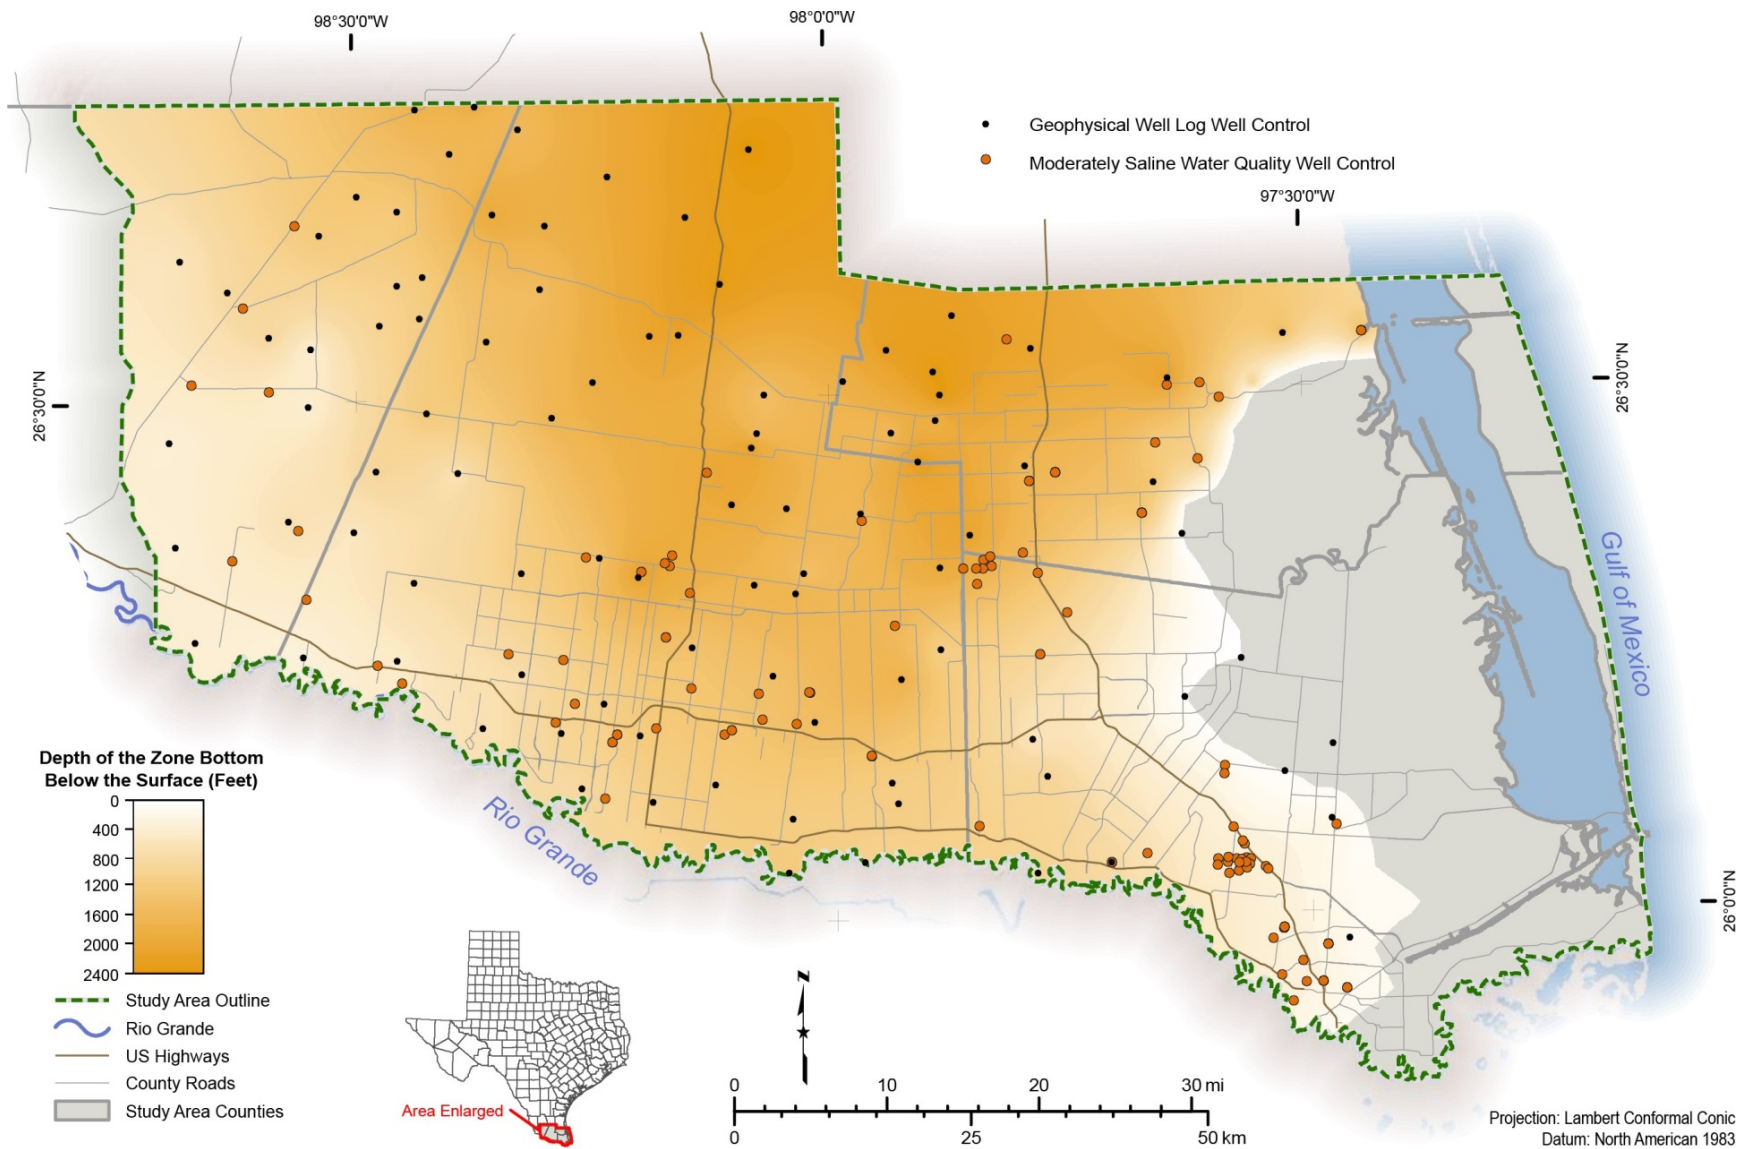 98°30'0"W
98°0'0"W
Geophysical Well Log Well Control
Moderately Saline Water Quality Well Control
97°30'0"W
26°30'0"N
26°30'0"N
Gulf of Mexico
Depth of the Zone Bottom
Below the Surface (Feet)
0
400
800
1200
1600
2000
2400
Rio Grande
26°0'0"N
Study Area Outline
Rio Grande
US Highways
County Roads
Study Area Counties
Area Enlarged
N
0 10 20 30 mi
0 25 50 km
Projection: Lambert Conformal Conic
Datum: North American 1983